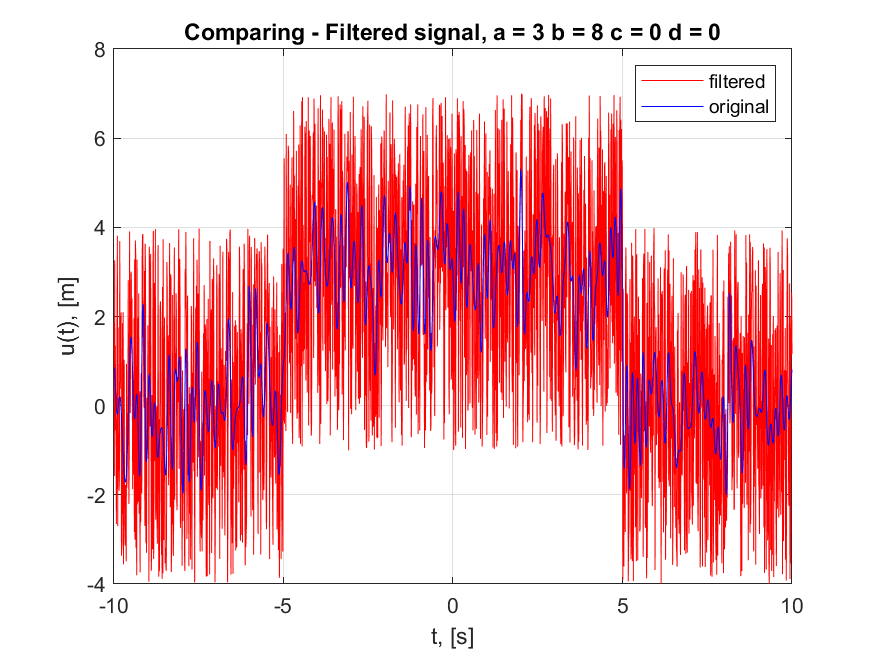 Comparing - Filtered signal, a = 3 b = 8 c = 0 d = 0
8
6
4
2
0
-2
-4
u(t), [m]
filtered
original
-10
-5
0
5
10
t, [s]